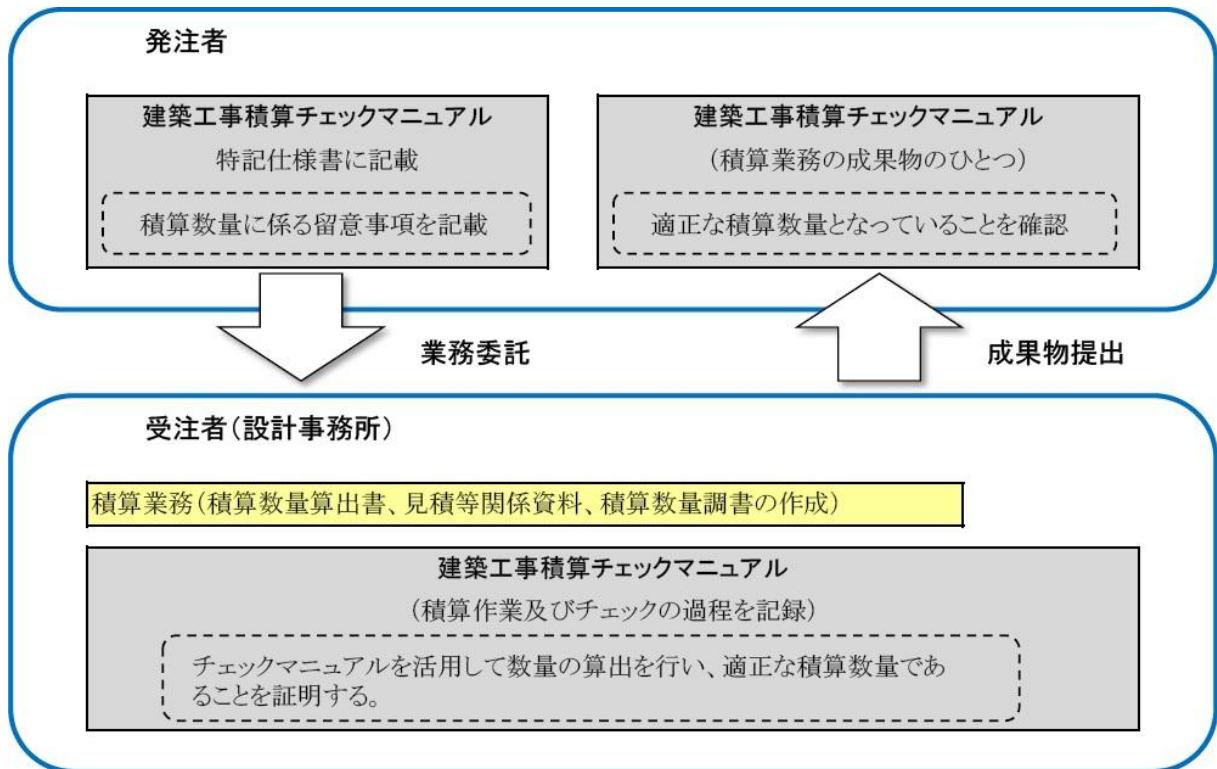 発注者
建築工事積算チェックマニュアル
特記仕様書に記載
積算数量に係る留意事項を記載
建築工事積算チェックマニュアル
(積算業務の成果物のひとつ)
適正な積算数量となっていることを確認
業務委託
成果物提出
受注者(設計事務所)
積算業務(積算数量算出書、見積等関係資料、積算数量調書の作成)
建築工事積算チェックマニュアル
(積算作業及びチェックの過程を記録)
チェックマニュアルを活用して数量の算出を行い、適正な積算数量であ
ることを証明する。